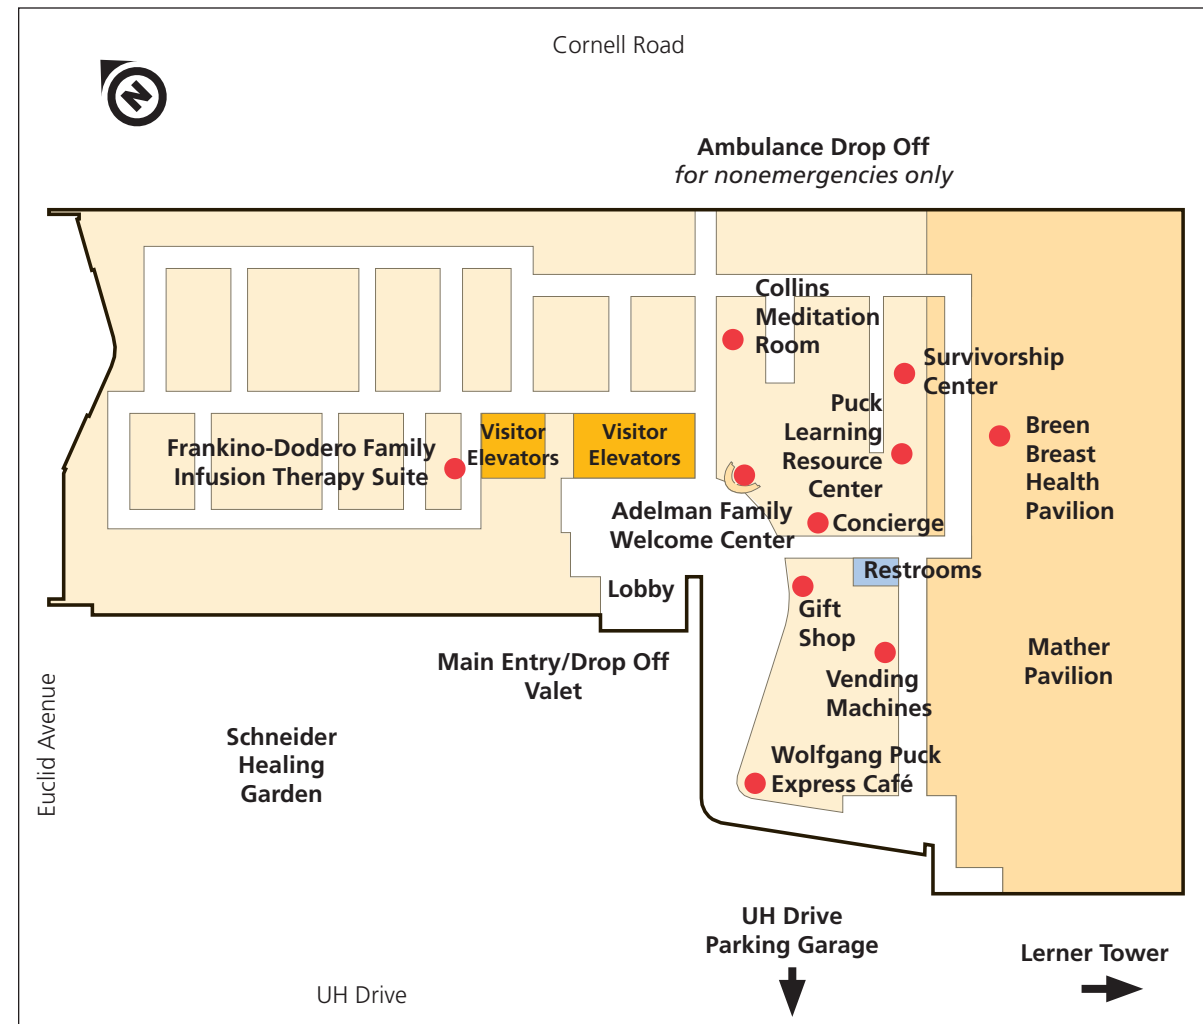 Cornell Road
N
Ambulance Drop Off
for nonemergencies only
Collins
Meditation
Room
Survivorship
Center
Puck
Learning
Resource
Center
Breen
Breast
Health
Pavilion
Visitor
Elevators
Visitor
Elevators
Frankino-Dodero Family
Infusion Therapy Suite
Adelman Family
Welcome Center
Concierge
Restrooms
Lobby
Gift
Shop
Main Entry/Drop Off
Valet
Mather
Pavilion
Vending
Machines
Euclid Avenue
Schneider
Healing
Garden
Wolfgang Puck
Express Café
UH Drive
Parking Garage
Lerner Tower
UH Drive